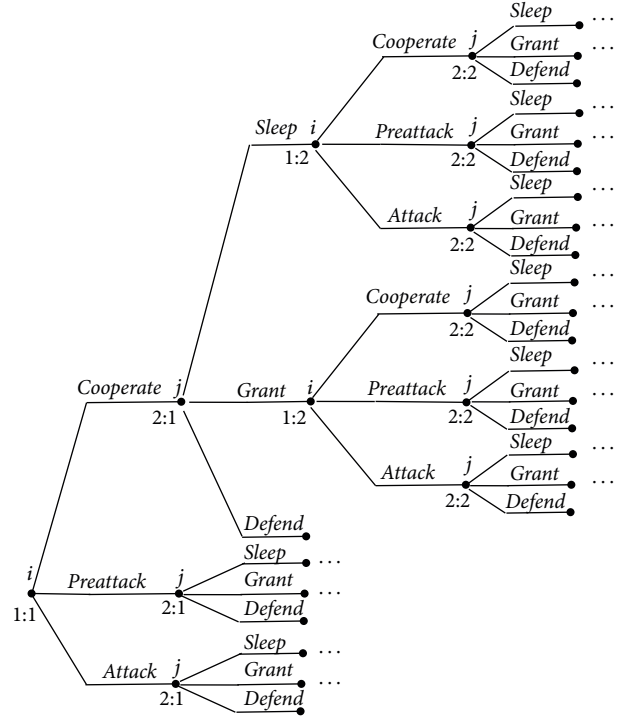 Sleep ...
Cooperate j Grant ...
2:2 Defend
Sleep ...
Sleep i Preattack j Grant ...
1:2 2:2 Defend
Sleep ...
Attack j Grant ...
2:2 Defend
Sleep ...
Cooperate j Grant ...
2:2 Defend
Sleep ...
Cooperate j Grant i Preattack j Grant ...
2:1 1:2 2:2 Defend
Sleep ...
Attack j Grant ...
2:2 Defend
Defend
Sleep ...
i Preattack j Grant ...
1:1 2:1 Defend
Sleep ...
Attack j Grant ...
2:1 Defend